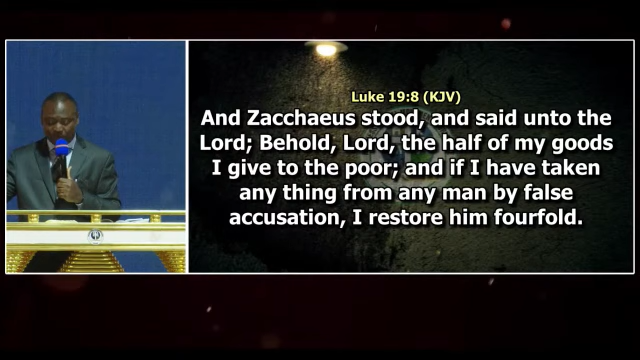 Luke 19:8 (KJV)
And Zacchaeus stood, and said unto the
Lord; Behold, Lord, the half of my goods
I give to the poor; and if I have taken
any thing from any man by false
accusation, I restore him fourfold.